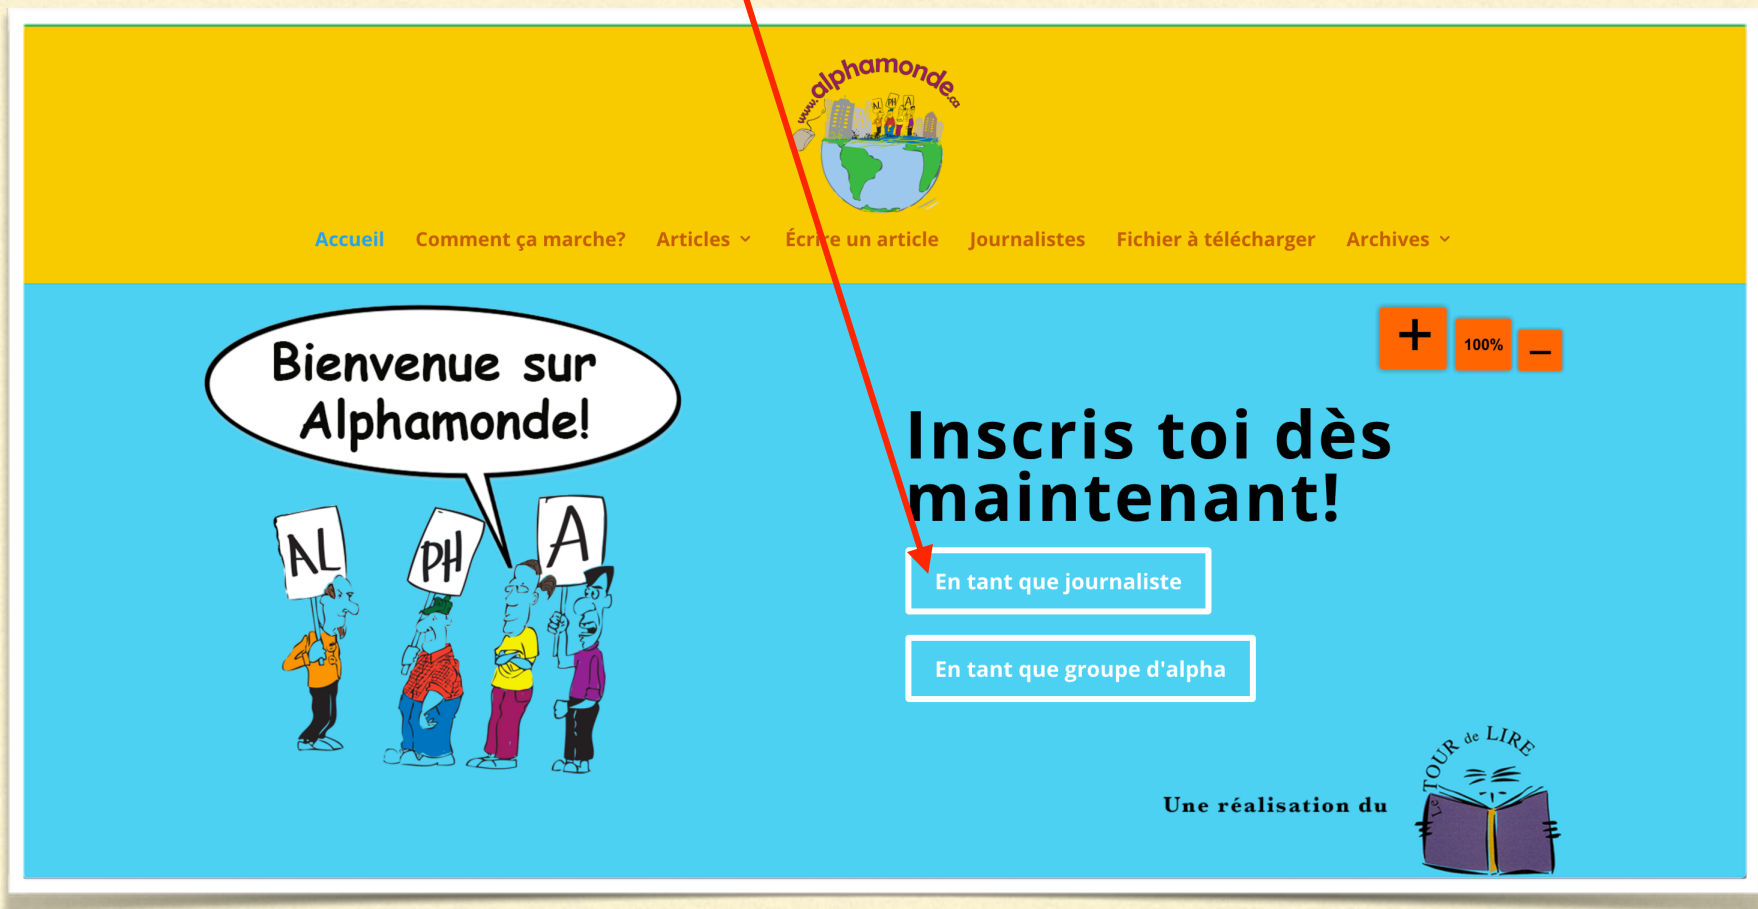 www.alphamonde.ca
AL PH A
Accueil Comment ça marche? Articles Écrire un article Journalistes Fichier à télécharger Archives
+ 100% –
Bienvenue sur
Alphamonde!
AL PH A
Inscris toi dès
maintenant!
En tant que journaliste
En tant que groupe d'alpha
Le TOUR de LIRE
Une réalisation du